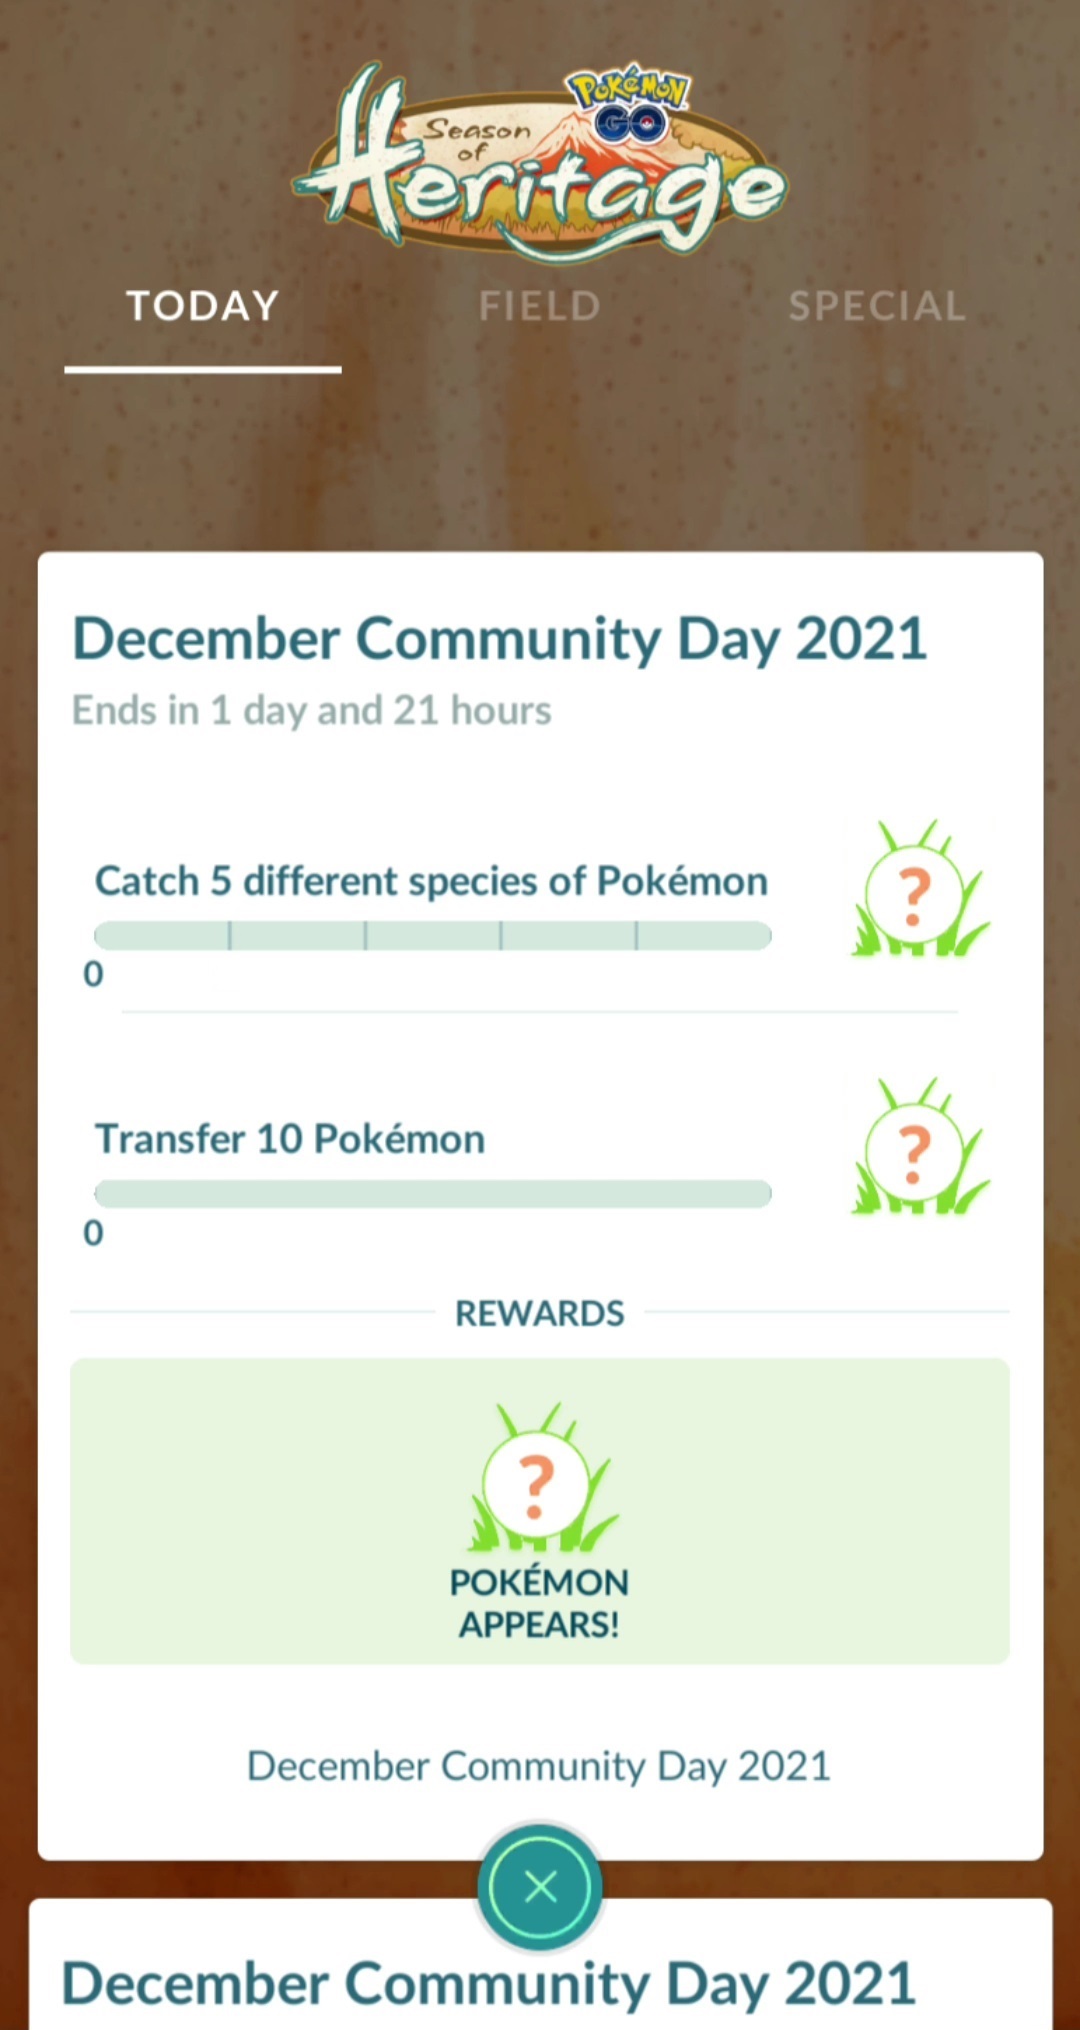 POKÉMON
GO
Season
of
Heritage
TODAY FIELD SPECIAL
December Community Day 2021
Ends in 1 day and 21 hours
Catch 5 different species of Pokémon
?
0
Transfer 10 Pokémon
?
0
REWARDS
?
POKÉMON
APPEARS!
December Community Day 2021
December Community Day 2021